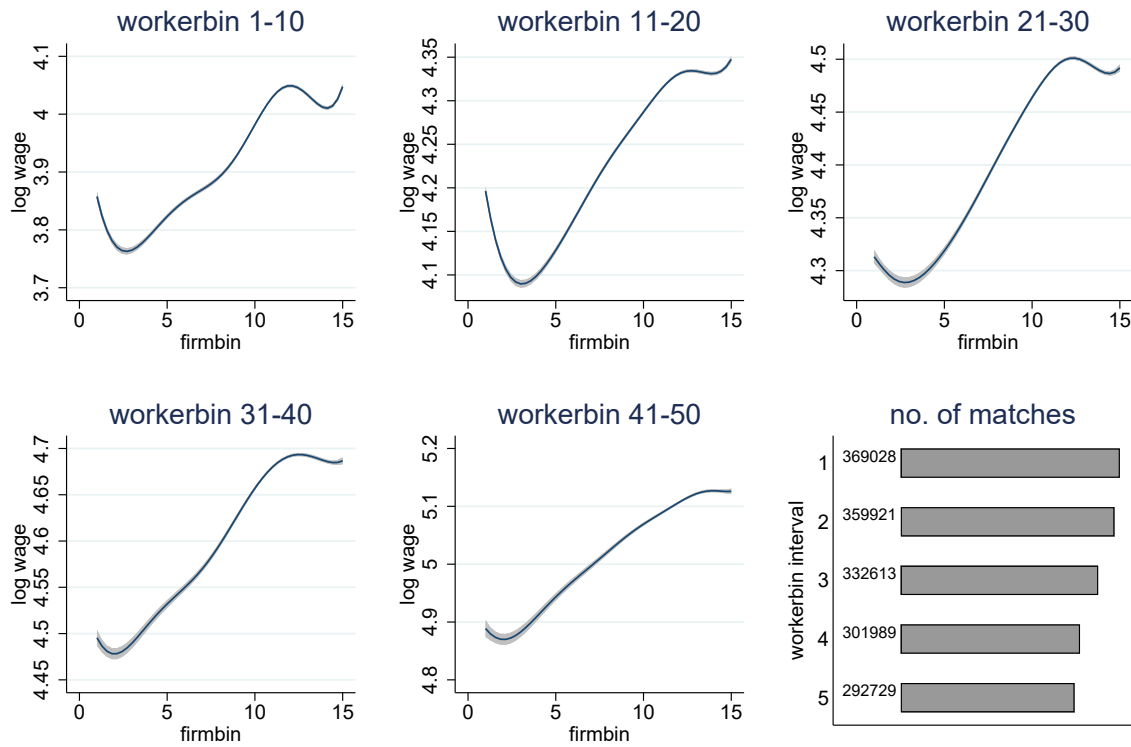 workerbin 1-10
log wage
4.1
4
3.9
3.8
3.7
0 5 10 15
firmbin
workerbin 11-20
log wage
4.35
4.3
4.25
4.2
4.15
4.1
0 5 10 15
firmbin
workerbin 21-30
log wage
4.5
4.45
4.4
4.35
4.3
0 5 10 15
firmbin
workerbin 31-40
log wage
4.7
4.65
4.6
4.55
4.5
4.45
0 5 10 15
firmbin
workerbin 41-50
log wage
5.2
5.1
5
4.9
4.8
0 5 10 15
firmbin
no. of matches
workerbin interval
1 369028
2 359921
3 332613
4 301989
5 292729